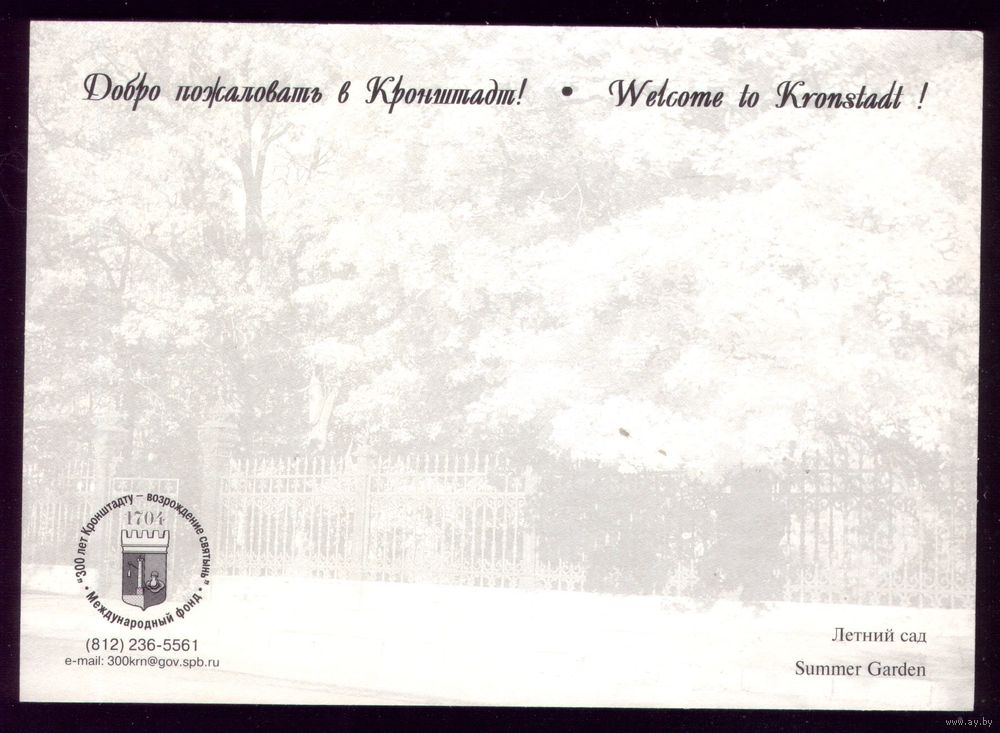 Добро пожаловать в Кронштадт! • Welcome to Kronstadt !
"300 лет Кронштадту – возрождение святынь" • Международный фонд •
1704
(812) 236-5561
e-mail: 300krn@gov.spb.ru
Летний сад
Summer Garden
www.ay.by